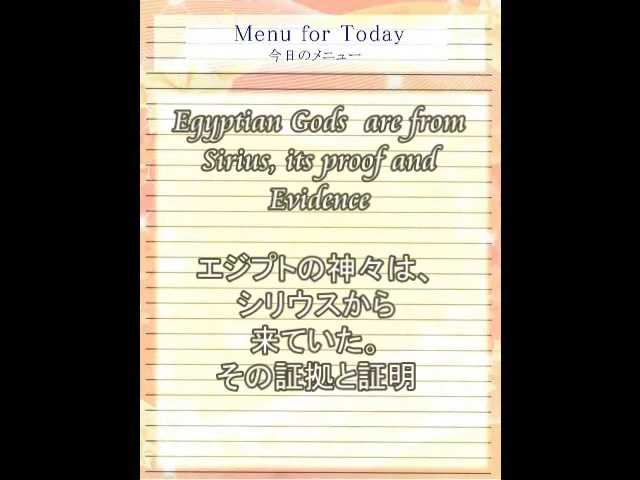 Menu for Today
今日のメニュー
Egyptian Gods are from
Sirius, its proof and
Evidence
エジプトの神々は、
シリウスから
来ていた。
その証拠と証明